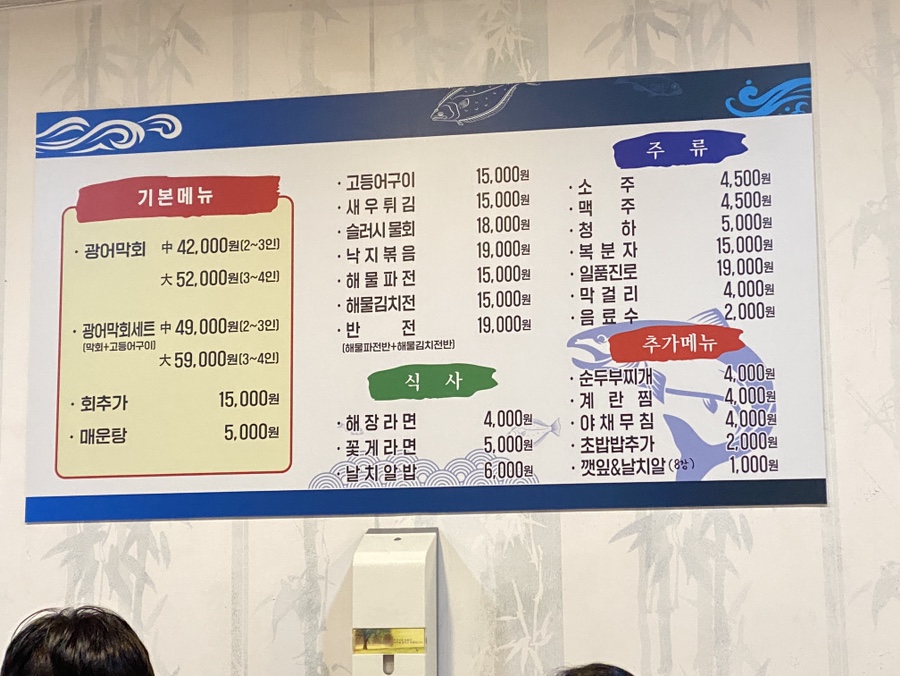 기본메뉴
· 광어막회 中 42,000원(2~3인)
大 52,000원(3~4인)
· 광어막회세트 中 49,000원(2~3인)
(막회+고등어구이)
大 59,000원(3~4인)
· 회추가 15,000원
· 매운탕 5,000원
· 고등어구이 15,000원
· 새우튀김 15,000원
· 슬러시물회 18,000원
· 낙지볶음 19,000원
· 해물파전 15,000원
· 해물김치전 15,000원
· 반 전 19,000원
(해물파전반+해물김치전반)
식 사
· 해장라면 4,000원
· 꽃게라면 5,000원
· 날치알밥 6,000원
주 류
· 소 주 4,500원
· 맥 주 4,500원
· 청 하 5,000원
· 복분자 15,000원
· 일품진로 19,000원
· 막걸리 4,000원
· 음료수 2,000원
추가메뉴
· 순두부찌개 4,000원
· 계란찜 4,000원
· 야채무침 4,000원
· 초밥밥추가 2,000원
· 깻잎&날치알 (8장) 1,000원